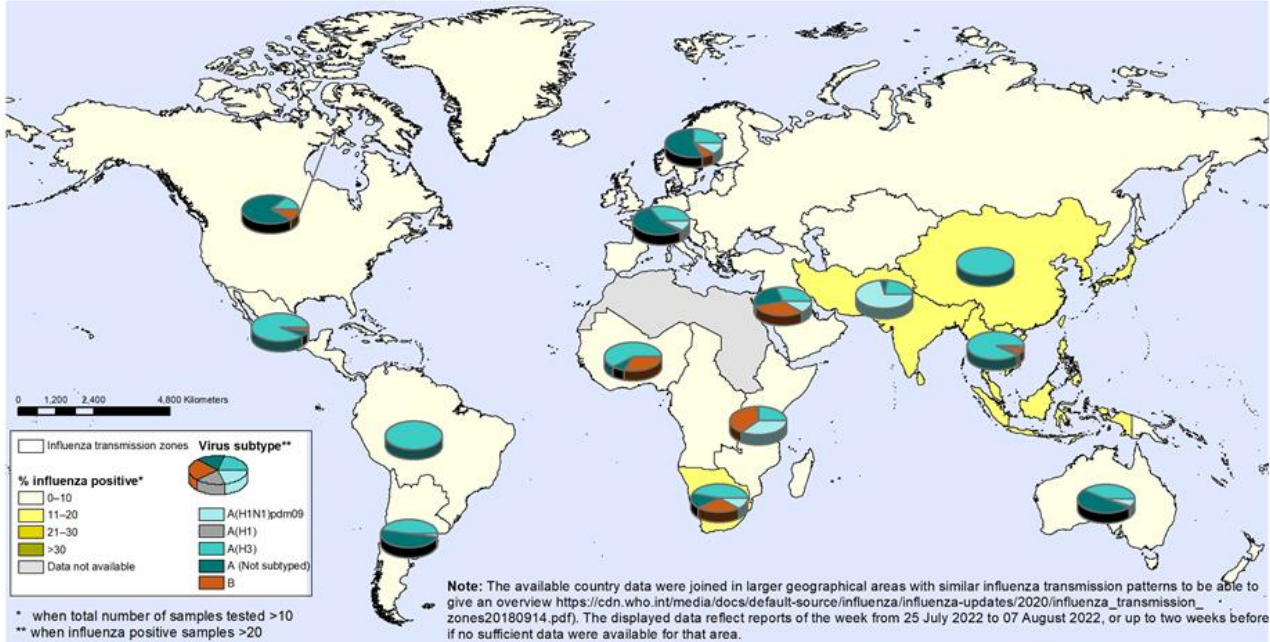 0 1,200 2,400 4,800 Kilometers
Influenza transmission zones
Virus subtype**
% influenza positive*
0–10
11–20
21–30
>30
Data not available
A(H1N1)pdm09
A(H1)
A(H3)
A (Not subtyped)
B
* when total number of samples tested >10
** when influenza positive samples >20
Note: The available country data were joined in larger geographical areas with similar influenza transmission patterns to be able to
give an overview https://cdn.who.int/media/docs/default-source/influenza/influenza-updates/2020/influenza_transmission_
zones20180914.pdf). The displayed data reflect reports of the week from 25 July 2022 to 07 August 2022, or up to two weeks before
if no sufficient data were available for that area.